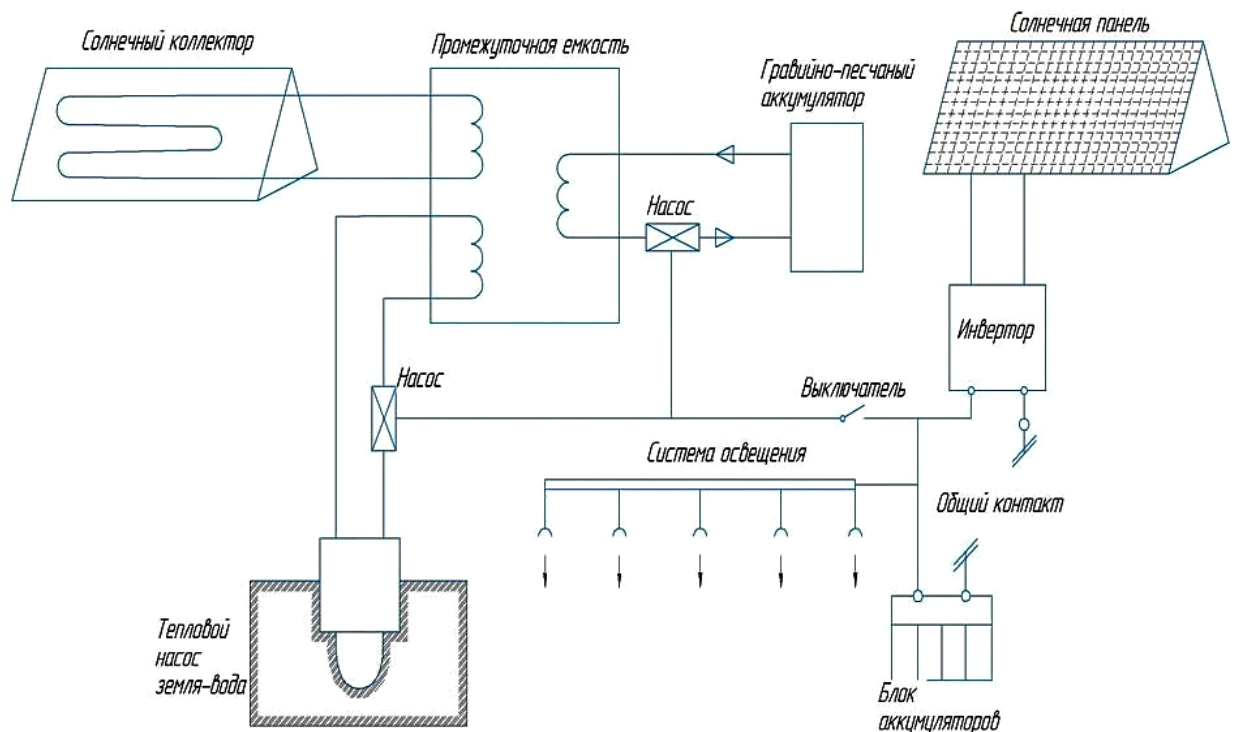 Солнечный коллектор
Промежуточная емкость
Солнечная панель
Гравийно-песчаный
аккумулятор
Насос
Инвертор
Насос
Выключатель
Система освещения
Общий контакт
Тепловой
насос
земля-вода
Блок
аккумуляторов